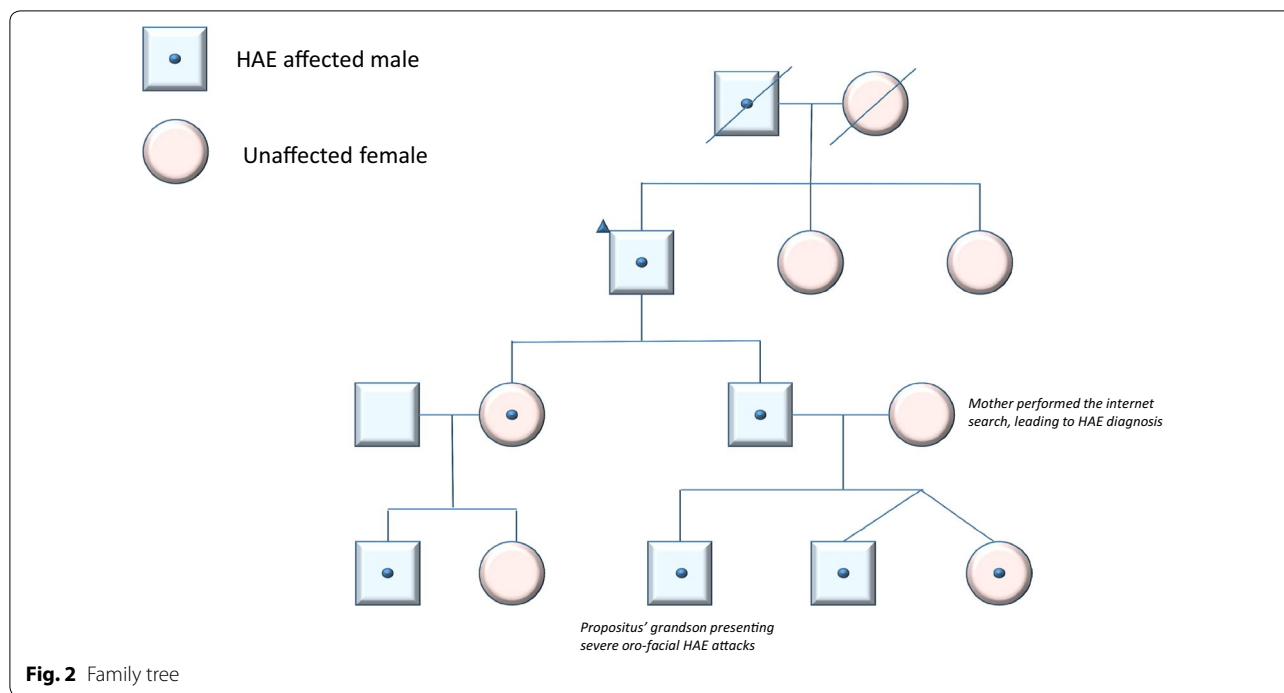 HAE affected male
Unaffected female
Mother performed the internet
search, leading to HAE diagnosis
Propositus’ grandson presenting
severe oro-facial HAE attacks
Fig. 2 Family tree